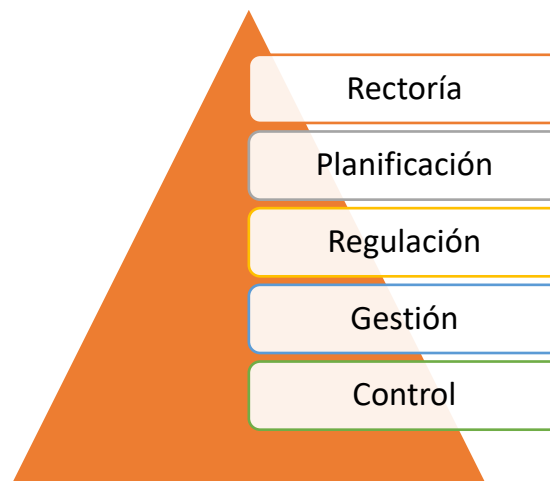 Rectoría
Planificación
Regulación
Gestión
Control